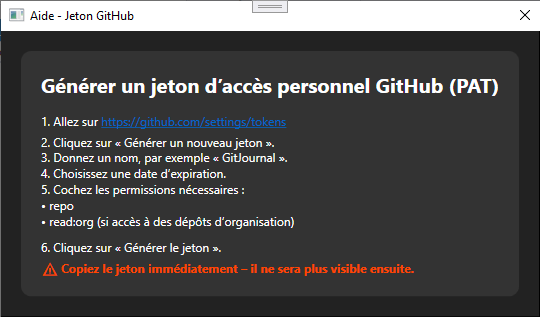 Aide - Jeton GitHub
Générer un jeton d’accès personnel GitHub (PAT)
1. Allez sur https://github.com/settings/tokens
2. Cliquez sur « Générer un nouveau jeton ».
3. Donnez un nom, par exemple « GitJournal ».
4. Choisissez une date d’expiration.
5. Cochez les permissions nécessaires :
• repo
• read:org (si accès à des dépôts d’organisation)
6. Cliquez sur « Générer le jeton ».
⚠ Copiez le jeton immédiatement – il ne sera plus visible ensuite.